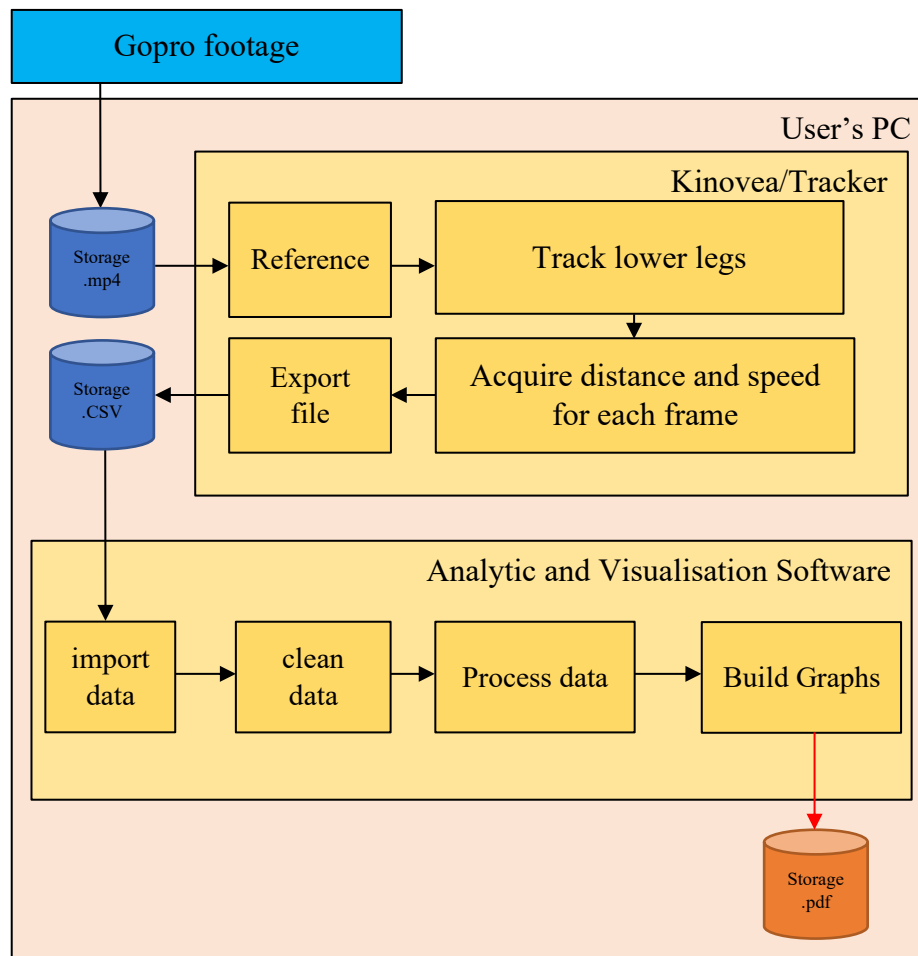 Gopro footage
User’s PC
Kinovea/Tracker
Storage
.mp4
Reference
Track lower legs
Storage
.CSV
Export
file
Acquire distance and speed
for each frame
Analytic and Visualisation Software
import
data
clean
data
Process data
Build Graphs
Storage
.pdf